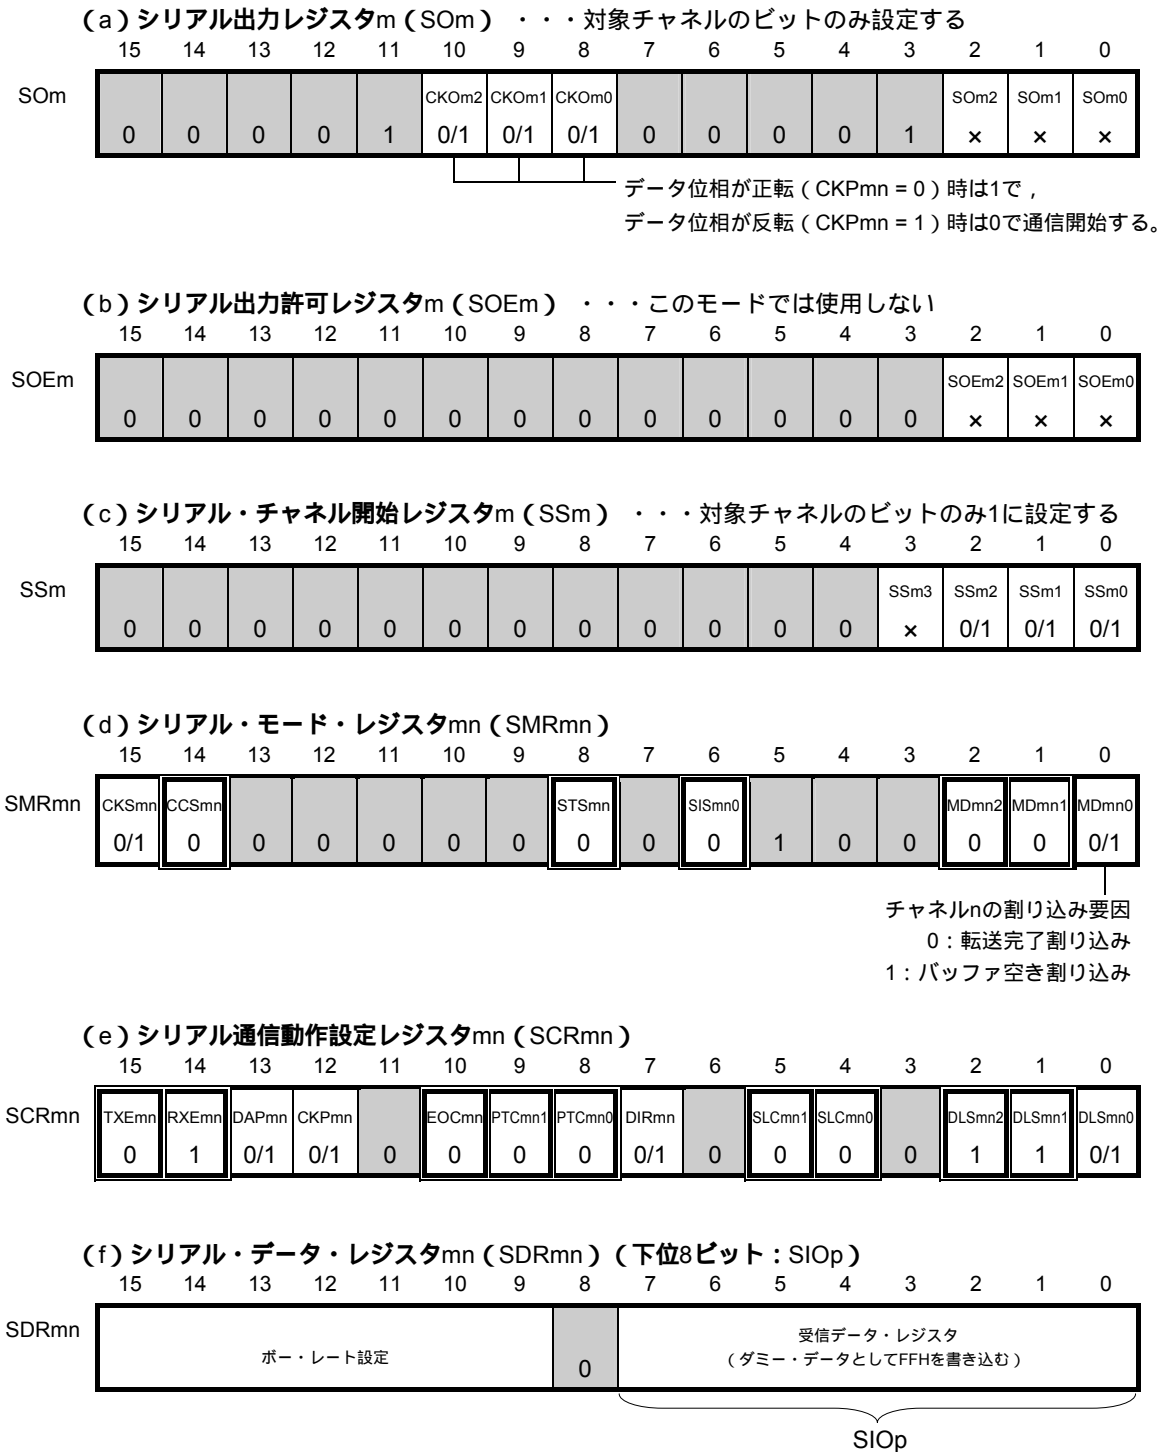 (a)シリアル出力レジスタm(SOm) ・・・対象チャネルのビットのみ設定する
15 14 13 12 11 10 9 8 7 6 5 4 3 2 1 0
SOm
CKOm2 CKOm1 CKOm0 SOm2 SOm1 SOm0
0 0 0 0 1 0/1 0/1 0/1 0 0 0 0 1 × × ×
データ位相が正転(CKPmn = 0)時は1で,
データ位相が反転(CKPmn = 1)時は0で通信開始する。
(b)シリアル出力許可レジスタm(SOEm) ・・・このモードでは使用しない
15 14 13 12 11 10 9 8 7 6 5 4 3 2 1 0
SOEm
SOEm2 SOEm1 SOEm0
0 0 0 0 0 0 0 0 0 0 0 0 0 × × ×
(c)シリアル・チャネル開始レジスタm(SSm) ・・・対象チャネルのビットのみ1に設定する
15 14 13 12 11 10 9 8 7 6 5 4 3 2 1 0
SSm
SSm3 SSm2 SSm1 SSm0
0 0 0 0 0 0 0 0 0 0 0 0 × 0/1 0/1 0/1
(d)シリアル・モード・レジスタmn(SMRmn)
15 14 13 12 11 10 9 8 7 6 5 4 3 2 1 0
SMRmn
CKSmn CCSmn STSmn SISmn0 MDmn2 MDmn1 MDmn0
0/1 0 0 0 0 0 0 0 0 0 1 0 0 0 0 0/1
チャネルnの割り込み要因
0:転送完了割り込み
1:バッファ空き割り込み
(e)シリアル通信動作設定レジスタmn(SCRmn)
15 14 13 12 11 10 9 8 7 6 5 4 3 2 1 0
SCRmn
TXEmn RXEmn DAPmn CKPmn EOCmn PTCmn1 PTCmn0 DIRmn SLCmn1 SLCmn0 DLSmn2 DLSmn1 DLSmn0
0 1 0/1 0/1 0 0 0 0 0/1 0 0 0 0 1 1 0/1
(f)シリアル・データ・レジスタmn(SDRmn)(下位8ビット:SIOp)
15 14 13 12 11 10 9 8 7 6 5 4 3 2 1 0
SDRmn
ボー・レート設定
0
受信データ・レジスタ
(ダミー・データとしてFFHを書き込む)
SIOp